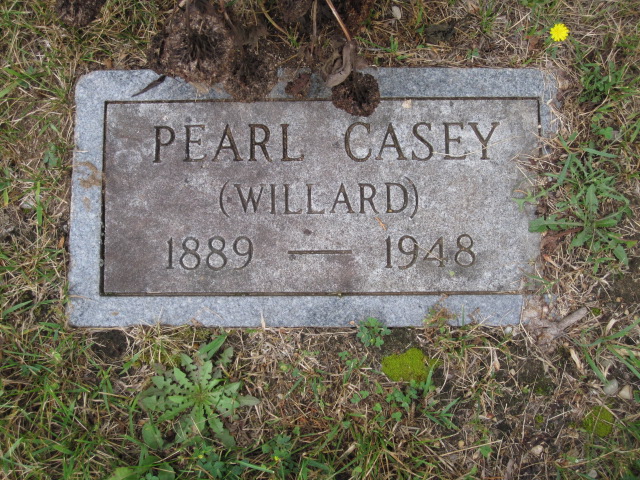 PEARL CASEY
(WILLARD)
1889 — 1948